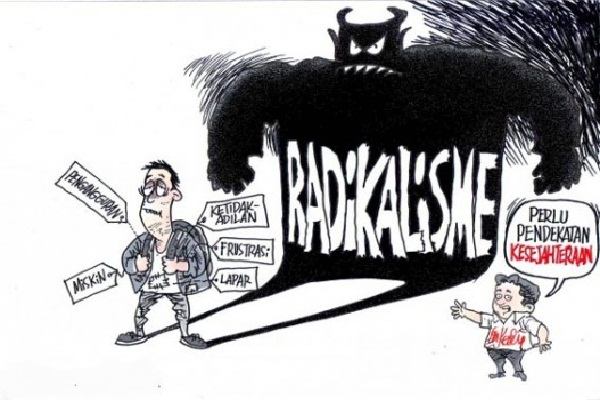 PENGANGGURAN
MISKIN
KETIDAK-
ADILAN
FRUSTRASi
LAPAR
RADiKALiSME
PERLU
PENDEKATAN
KESEJAHTERAAN